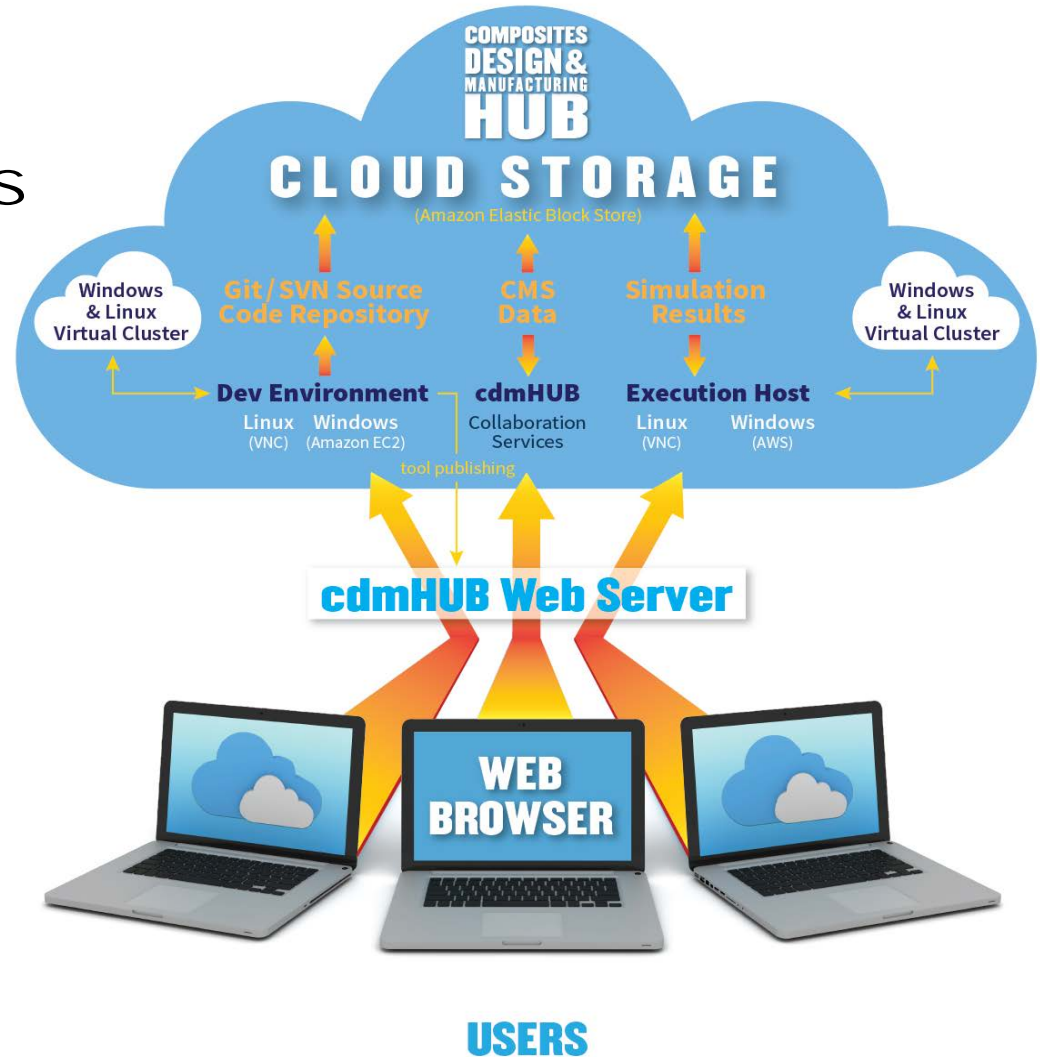 COMPOSITES
DESIGN &
MANUFACTURING
HUB
CLOUD STORAGE
(Amazon Elastic Block Store)
s
Windows
& Linux
Virtual Cluster
Git/SVN Source
Code Repository
CMS
Data
Simulation
Results
Windows
& Linux
Virtual Cluster
Dev Environment
Linux Windows
(VNC) (Amazon EC2)
cdmHUB
Collaboration
Services
Execution Host
Linux Windows
(VNC) (AWS)
tool publishing
cdmHUB Web Server
WEB
BROWSER
USERS